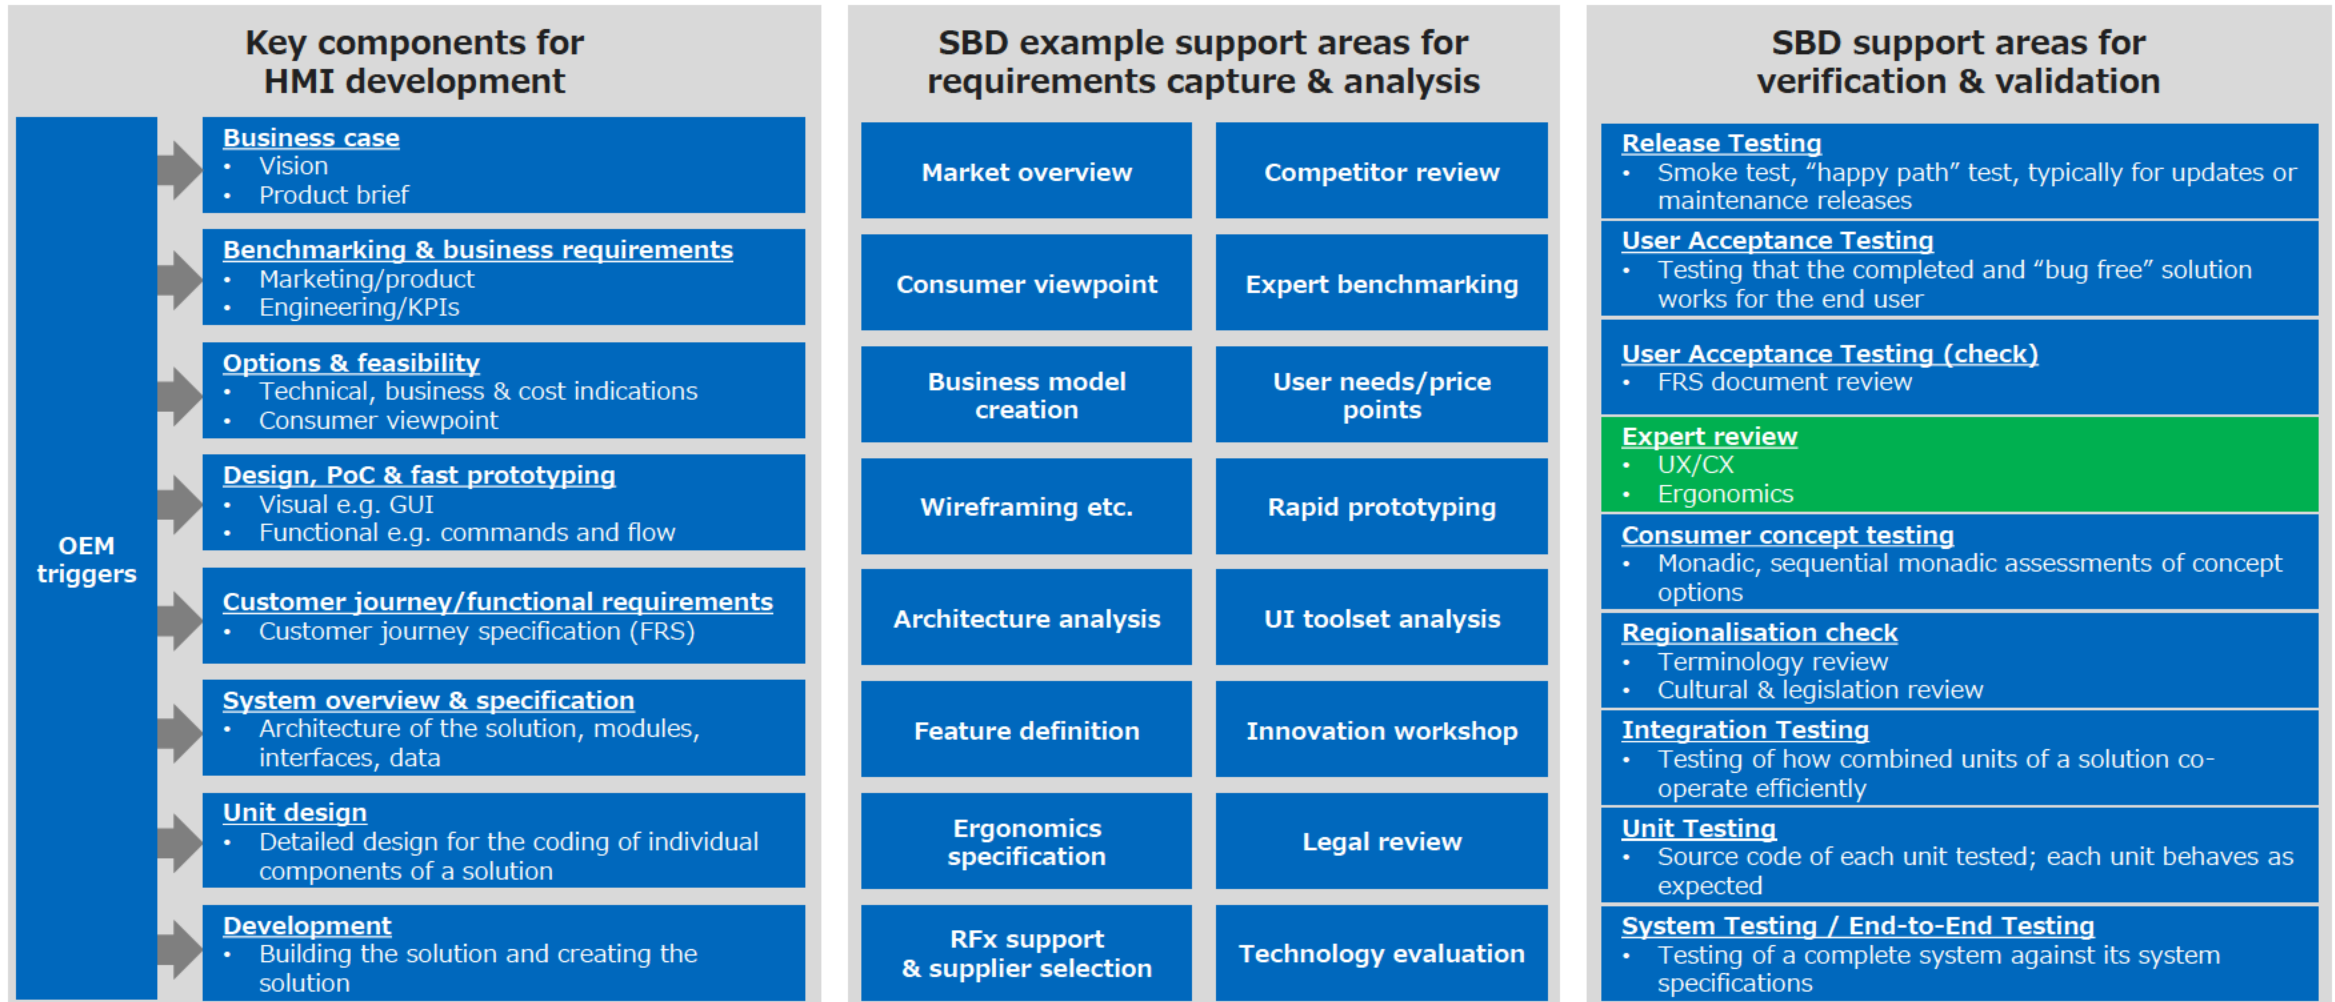 Key components for
HMI development
OEM
triggers
Business case
• Vision
• Product brief
Benchmarking & business requirements
• Marketing/product
• Engineering/KPIs
Options & feasibility
• Technical, business & cost indications
• Consumer viewpoint
Design, PoC & fast prototyping
• Visual e.g. GUI
• Functional e.g. commands and flow
Customer journey/functional requirements
• Customer journey specification (FRS)
System overview & specification
• Architecture of the solution, modules,
interfaces, data
Unit design
• Detailed design for the coding of individual
components of a solution
Development
• Building the solution and creating the
solution
SBD example support areas for
requirements capture & analysis
Market overview
Competitor review
Consumer viewpoint
Expert benchmarking
Business model
creation
User needs/price
points
Wireframing etc.
Rapid prototyping
Architecture analysis
UI toolset analysis
Feature definition
Innovation workshop
Ergonomics
specification
Legal review
RFx support
& supplier selection
Technology evaluation
SBD support areas for
verification & validation
Release Testing
• Smoke test, “happy path” test, typically for updates or
maintenance releases
User Acceptance Testing
• Testing that the completed and “bug free” solution
works for the end user
User Acceptance Testing (check)
• FRS document review
Expert review
• UX/CX
• Ergonomics
Consumer concept testing
• Monadic, sequential monadic assessments of concept
options
Regionalisation check
• Terminology review
• Cultural & legislation review
Integration Testing
• Testing of how combined units of a solution co-
operate efficiently
Unit Testing
• Source code of each unit tested; each unit behaves as
expected
System Testing / End-to-End Testing
• Testing of a complete system against its system
specifications